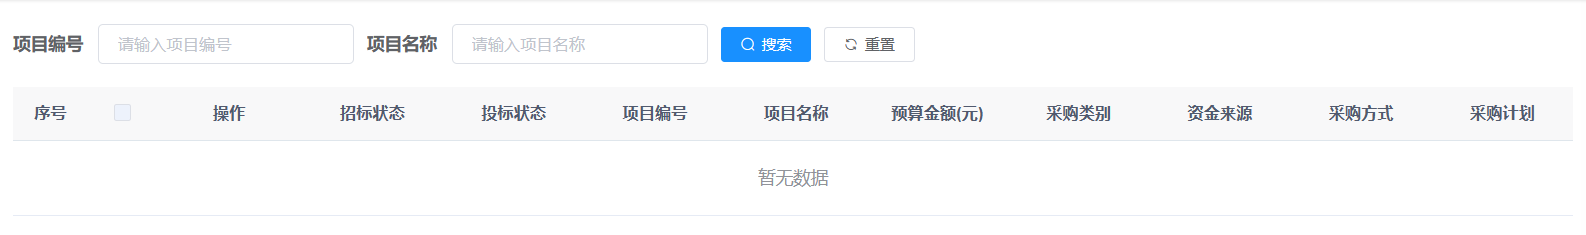 项目编号 请输入项目编号 项目名称 请输入项目名称 搜索 重置
序号 操作 招标状态 投标状态 项目编号 项目名称 预算金额(元) 采购类别 资金来源 采购方式 采购计划
暂无数据